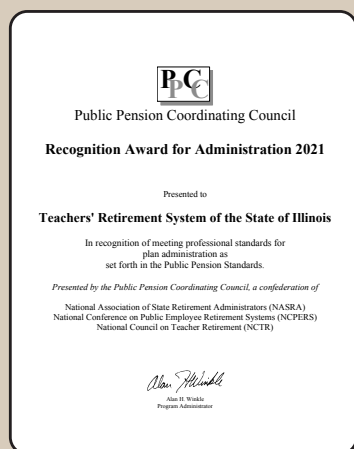 PPCC
Public Pension Coordinating Council
Recognition Award for Administration 2021
Presented to
Teachers' Retirement System of the State of Illinois
In recognition of meeting professional standards for
plan administration as
set forth in the Public Pension Standards.
Presented by the Public Pension Coordinating Council, a confederation of
National Association of State Retirement Administrators (NASRA)
National Conference on Public Employee Retirement Systems (NCPERS)
National Council on Teacher Retirement (NCTR)
Alan H. Winkle
Alan H. Winkle
Program Administrator